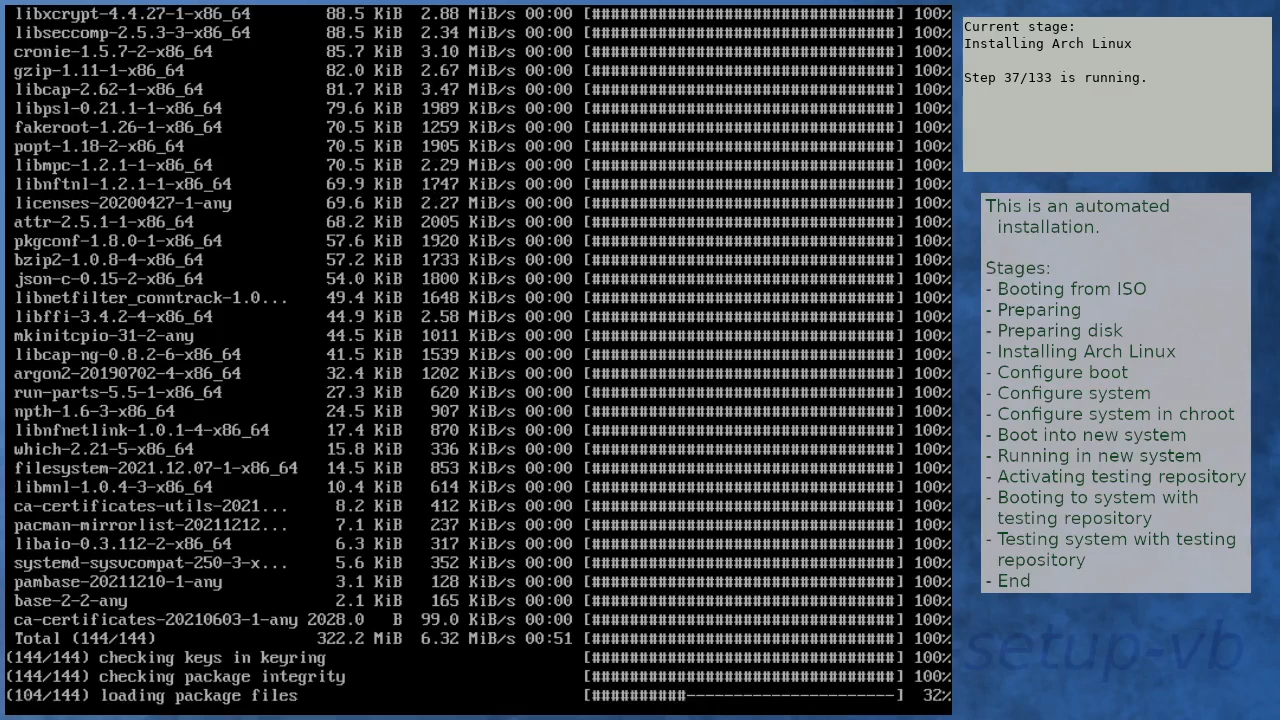 libxcrypt-4.4.27-1-x86_64 88.5 KiB 2.88 MiB/s 00:00 [################################] 100%
libseccomp-2.5.3-3-x86_64 88.5 KiB 2.34 MiB/s 00:00 [################################] 100%
cronie-1.5.7-2-x86_64 85.7 KiB 3.10 MiB/s 00:00 [################################] 100%
gzip-1.11-1-x86_64 82.0 KiB 2.67 MiB/s 00:00 [################################] 100%
libcap-2.62-1-x86_64 81.7 KiB 3.47 MiB/s 00:00 [################################] 100%
libpsl-0.21.1-1-x86_64 79.6 KiB 1989 KiB/s 00:00 [################################] 100%
fakeroot-1.26-1-x86_64 70.5 KiB 1259 KiB/s 00:00 [################################] 100%
popt-1.18-2-x86_64 70.5 KiB 1905 KiB/s 00:00 [################################] 100%
libmpc-1.2.1-1-x86_64 70.5 KiB 2.29 MiB/s 00:00 [################################] 100%
libnftnl-1.2.1-1-x86_64 69.9 KiB 1747 KiB/s 00:00 [################################] 100%
licenses-20200427-1-any 69.6 KiB 2.27 MiB/s 00:00 [################################] 100%
attr-2.5.1-1-x86_64 68.2 KiB 2005 KiB/s 00:00 [################################] 100%
pkgconf-1.8.0-1-x86_64 57.6 KiB 1920 KiB/s 00:00 [################################] 100%
bzip2-1.0.8-4-x86_64 57.2 KiB 1733 KiB/s 00:00 [################################] 100%
json-c-0.15-2-x86_64 54.0 KiB 1800 KiB/s 00:00 [################################] 100%
libnetfilter_conntrack-1.0... 49.4 KiB 1648 KiB/s 00:00 [################################] 100%
libffi-3.4.2-4-x86_64 44.9 KiB 2.58 MiB/s 00:00 [################################] 100%
mkinitcpio-31-2-any 44.5 KiB 1011 KiB/s 00:00 [################################] 100%
libcap-ng-0.8.2-6-x86_64 41.5 KiB 1539 KiB/s 00:00 [################################] 100%
argon2-20190702-4-x86_64 32.4 KiB 1202 KiB/s 00:00 [################################] 100%
run-parts-5.5-1-x86_64 27.3 KiB 620 KiB/s 00:00 [################################] 100%
npth-1.6-3-x86_64 24.5 KiB 907 KiB/s 00:00 [################################] 100%
libnfnetlink-1.0.1-4-x86_64 17.4 KiB 870 KiB/s 00:00 [################################] 100%
which-2.21-5-x86_64 15.8 KiB 336 KiB/s 00:00 [################################] 100%
filesystem-2021.12.07-1-x86_64 14.5 KiB 853 KiB/s 00:00 [################################] 100%
libmnl-1.0.4-3-x86_64 10.4 KiB 614 KiB/s 00:00 [################################] 100%
ca-certificates-utils-2021... 8.2 KiB 412 KiB/s 00:00 [################################] 100%
pacman-mirrorlist-20211212... 7.1 KiB 237 KiB/s 00:00 [################################] 100%
libaio-0.3.112-2-x86_64 6.3 KiB 317 KiB/s 00:00 [################################] 100%
systemd-sysvcompat-250-3-x... 5.6 KiB 352 KiB/s 00:00 [################################] 100%
pambase-20211210-1-any 3.1 KiB 128 KiB/s 00:00 [################################] 100%
base-2-2-any 2.1 KiB 165 KiB/s 00:00 [################################] 100%
ca-certificates-20210603-1-any 2028.0 B 99.0 KiB/s 00:00 [################################] 100%
Total (144/144) 322.2 MiB 6.32 MiB/s 00:51 [################################] 100%
(144/144) checking keys in keyring [################################] 100%
(144/144) checking package integrity [################################] 100%
(104/144) loading package files [##########----------------------] 32%
Current stage:
Installing Arch Linux
Step 37/133 is running.
This is an automated
installation.
Stages:
- Booting from ISO
- Preparing
- Preparing disk
- Installing Arch Linux
- Configure boot
- Configure system
- Configure system in chroot
- Boot into new system
- Running in new system
- Activating testing repository
- Booting to system with
testing repository
- Testing system with testing
repository
- End
setup-vb